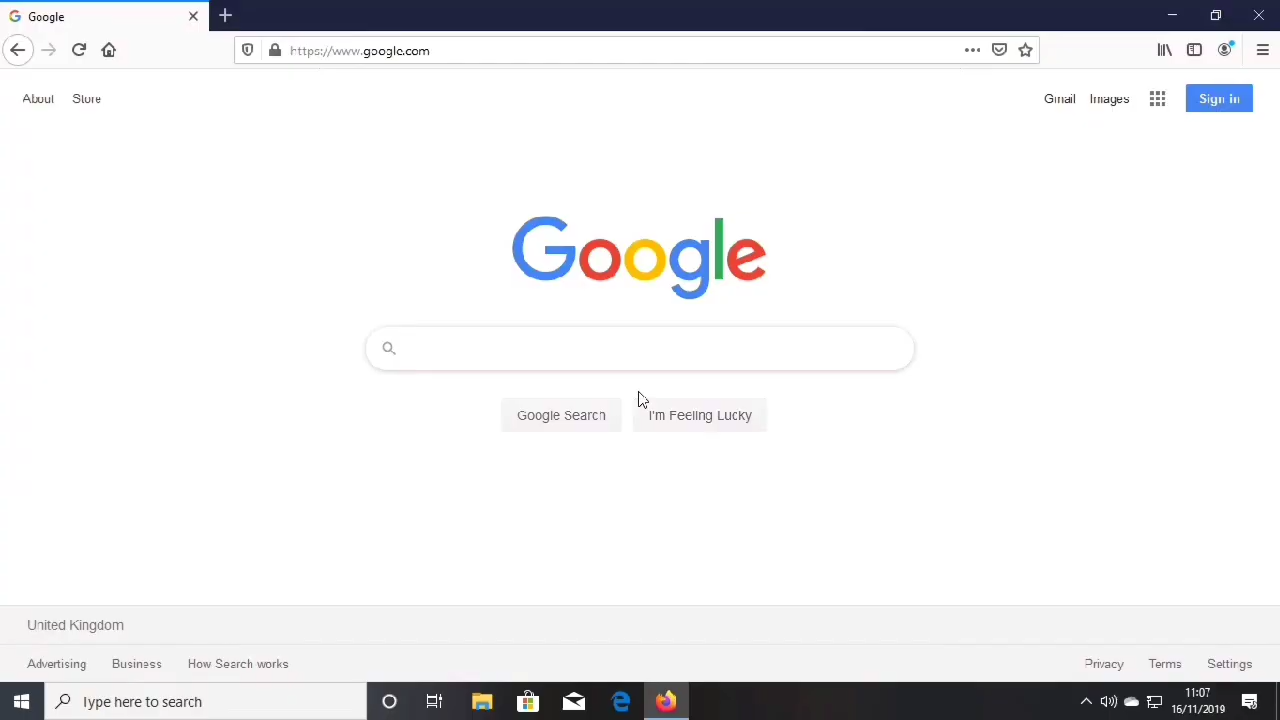 Google
https://www.google.com
About Store
Gmail Images Sign in
Google
Google Search I'm Feeling Lucky
United Kingdom
Advertising Business How Search works
Privacy Terms Settings
Type here to search
11:07
16/11/2019